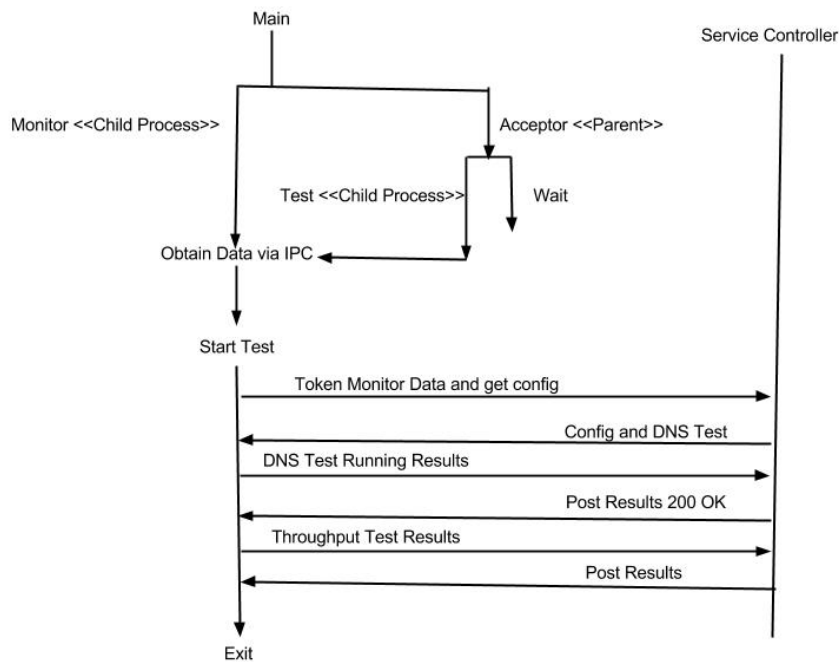 Main
Service Controller
Monitor <<Child Process>>
Acceptor <<Parent>>
Test <<Child Process>>
Wait
Obtain Data via IPC
Start Test
Token Monitor Data and get config
Config and DNS Test
DNS Test Running Results
Post Results 200 OK
Throughput Test Results
Post Results
Exit